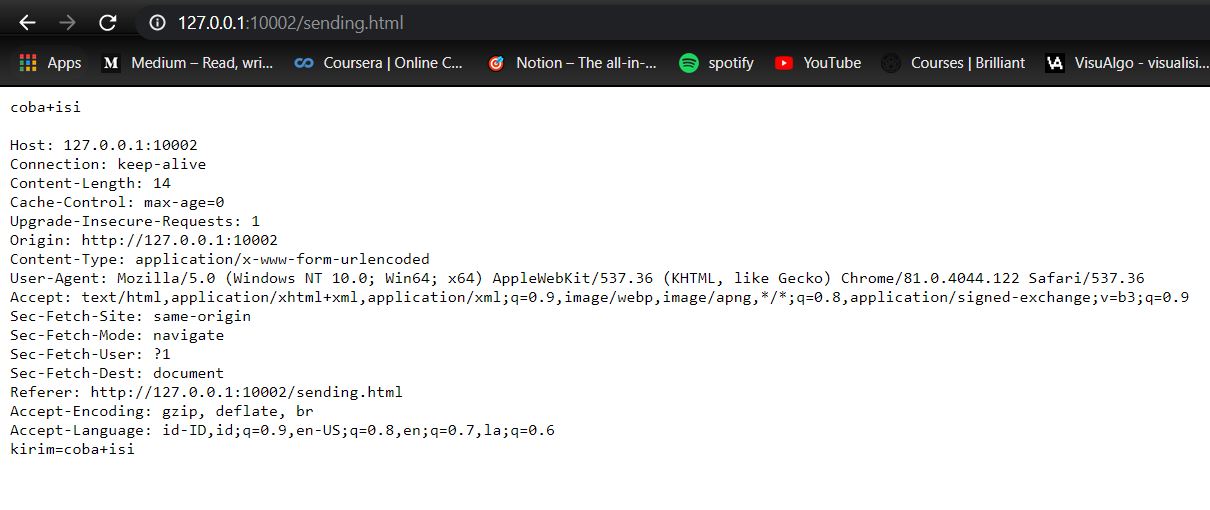 127.0.0.1:10002/sending.html
Apps Medium – Read, wri... Coursera | Online C... Notion – The all-in-... spotify YouTube Courses | Brilliant VisuAlgo - visualisi
coba+isi
Host: 127.0.0.1:10002
Connection: keep-alive
Content-Length: 14
Cache-Control: max-age=0
Upgrade-Insecure-Requests: 1
Origin: http://127.0.0.1:10002
Content-Type: application/x-www-form-urlencoded
User-Agent: Mozilla/5.0 (Windows NT 10.0; Win64; x64) AppleWebKit/537.36 (KHTML, like Gecko) Chrome/81.0.4044.122 Safari/537.36
Accept: text/html,application/xhtml+xml,application/xml;q=0.9,image/webp,image/apng,*/*;q=0.8,application/signed-exchange;v=b3;q=0.9
Sec-Fetch-Site: same-origin
Sec-Fetch-Mode: navigate
Sec-Fetch-User: ?1
Sec-Fetch-Dest: document
Referer: http://127.0.0.1:10002/sending.html
Accept-Encoding: gzip, deflate, br
Accept-Language: id-ID,id;q=0.9,en-US;q=0.8,en;q=0.7,la;q=0.6
kirim=coba+isi